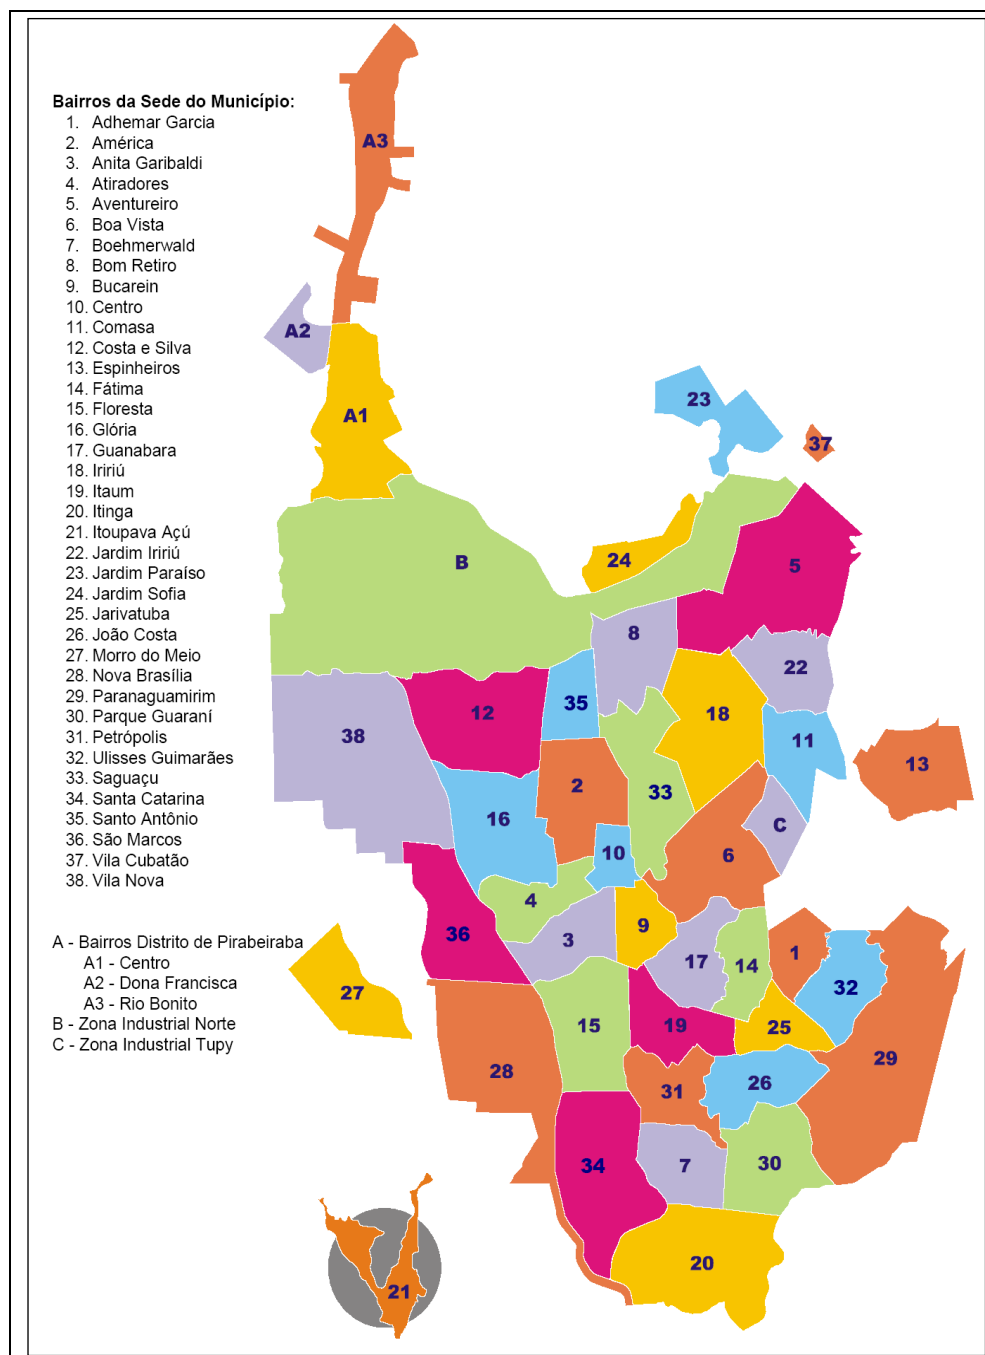 Bairros da Sede do Município:
1. Adhemar Garcia
2. América
3. Anita Garibaldi
4. Atiradores
5. Aventureiro
6. Boa Vista
7. Boehmerwald
8. Bom Retiro
9. Bucarein
10. Centro
11. Comasa
12. Costa e Silva
13. Espinheiros
14. Fátima
15. Floresta
16. Glória
17. Guanabara
18. Iririú
19. Itaum
20. Itinga
21. Itoupava Açú
22. Jardim Iririú
23. Jardim Paraíso
24. Jardim Sofia
25. Jarivatuba
26. João Costa
27. Morro do Meio
28. Nova Brasília
29. Paranaguamirim
30. Parque Guaraní
31. Petrópolis
32. Ulisses Guimarães
33. Saguaçu
34. Santa Catarina
35. Santo Antônio
36. São Marcos
37. Vila Cubatão
38. Vila Nova
A - Bairros Distrito de Pirabeiraba
A1 - Centro
A2 - Dona Francisca
A3 - Rio Bonito
B - Zona Industrial Norte
C - Zona Industrial Tupy
A3
A2
A1
23
37
B
24
5
8
22
35
12
18
38
11
13
2
33
16
C
10
6
4
9
36
3
17
14
1
32
27
15
19
25
28
29
31
26
34
7
30
20
21